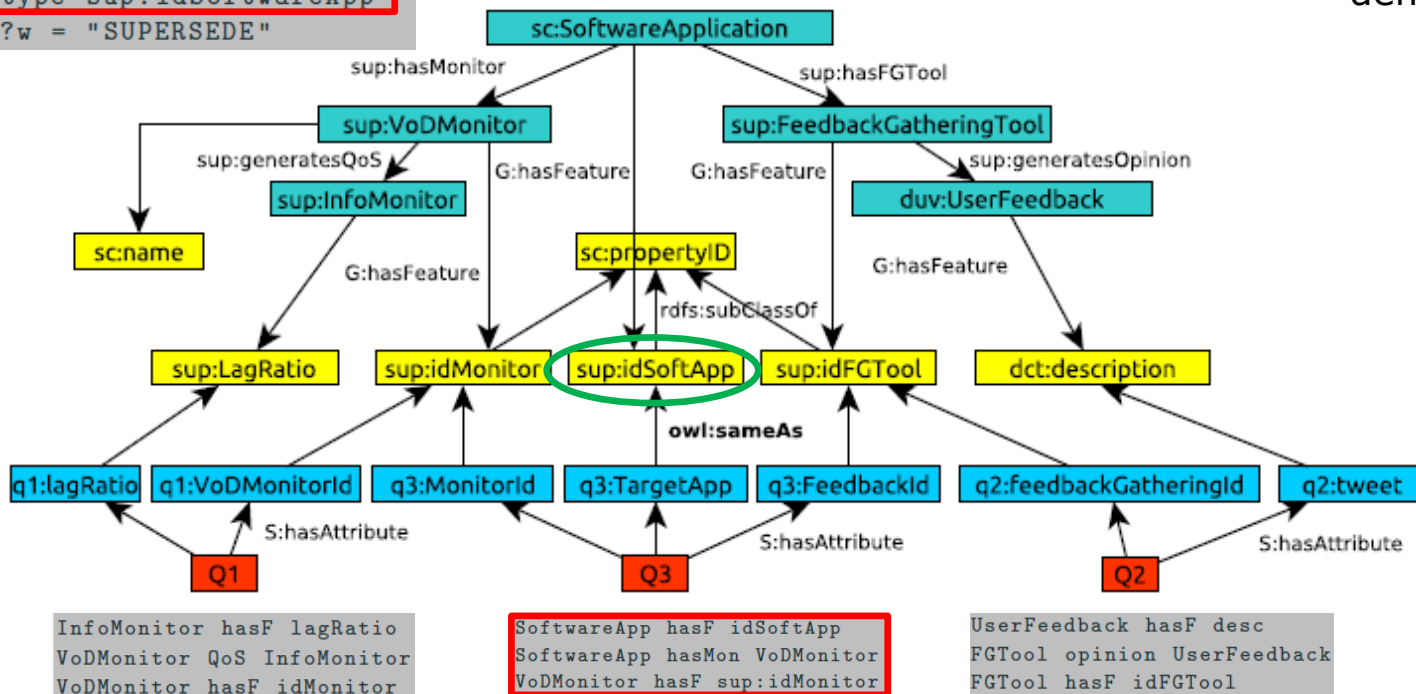 type sup:idSoftwareApp
?w = "SUPERSEDE"
sc:SoftwareApplication
sup:hasMonitor
sup:hasFGTool
sup:VoDMonitor
sup:FeedbackGatheringTool
sup:generatesQoS
G:hasFeature
G:hasFeature
sup:generatesOpinion
sup:InfoMonitor
duv:UserFeedback
sc:name
sc:propertyID
G:hasFeature
G:hasFeature
rdfs:subClassOf
sup:LagRatio
sup:idMonitor
sup:idSoftApp
sup:idFGTool
dct:description
owl:sameAs
q1:lagRatio
q1:VoDMonitorId
q3:MonitorId
q3:TargetApp
q3:FeedbackId
q2:feedbackGatheringId
q2:tweet
S:hasAttribute
S:hasAttribute
S:hasAttribute
Q1
Q3
Q2
InfoMonitor hasF lagRatio
VoDMonitor QoS InfoMonitor
VoDMonitor hasF idMonitor
SoftwareApp hasF idSoftApp
SoftwareApp hasMon VoDMonitor
VoDMonitor hasF sup:idMonitor
UserFeedback hasF desc
FGTool opinion UserFeedback
FGTool hasF idFGTool